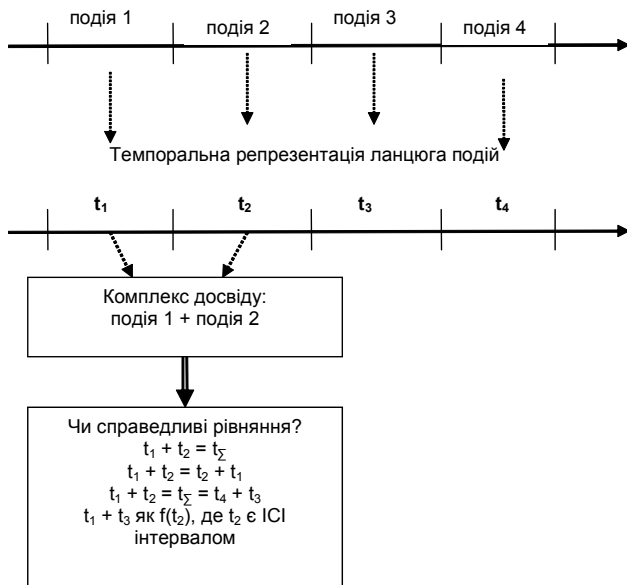 подія 1 подія 2 подія 3 подія 4
Темпоральна репрезентація ланцюга подій
t₁ t₂ t₃ t₄
Комплекс досвіду:
подія 1 + подія 2
Чи справедливі рівняння?
t₁ + t₂ = t∑
t₁ + t₂ = t₂ + t₁
t₁ + t₂ = t∑ = t₄ + t₃
t₁ + t₃ як f(t₂), де t₂ є ІСІ
інтервалом